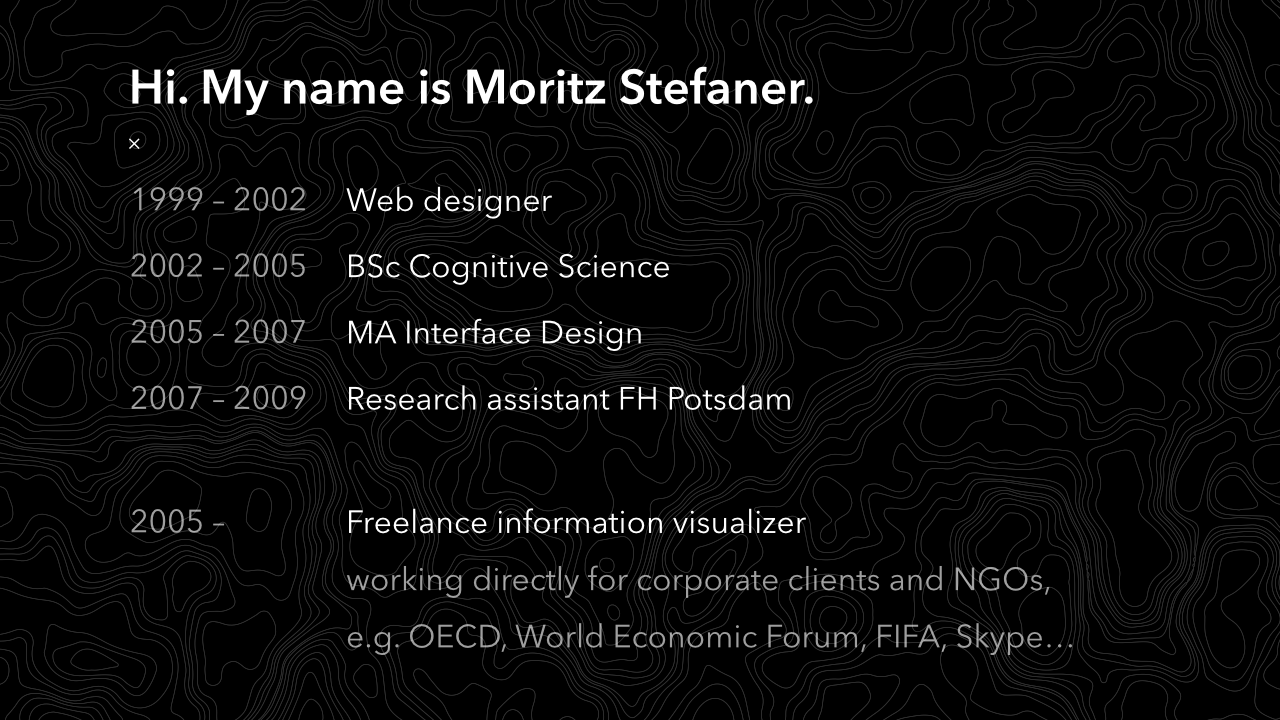 Hi. My name is Moritz Stefaner.
×
1999 – 2002 Web designer
2002 – 2005 BSc Cognitive Science
2005 – 2007 MA Interface Design
2007 – 2009 Research assistant FH Potsdam
2005 – Freelance information visualizer
working directly for corporate clients and NGOs,
e.g. OECD, World Economic Forum, FIFA, Skype…